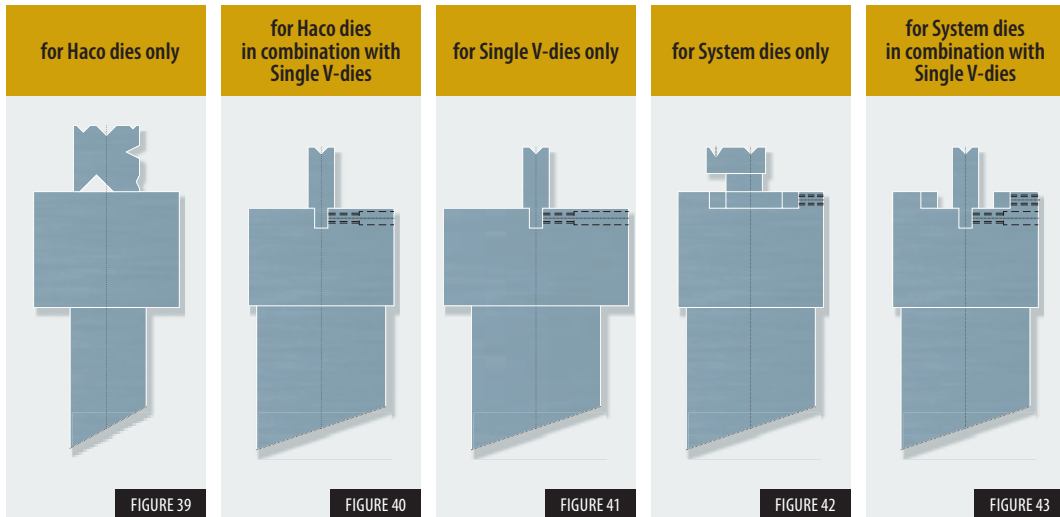 for Haco dies only
for Haco dies
in combination with
Single V-dies
for Single V-dies only
for System dies only
for System dies
in combination with
Single V-dies
FIGURE 39
FIGURE 40
FIGURE 41
FIGURE 42
FIGURE 43